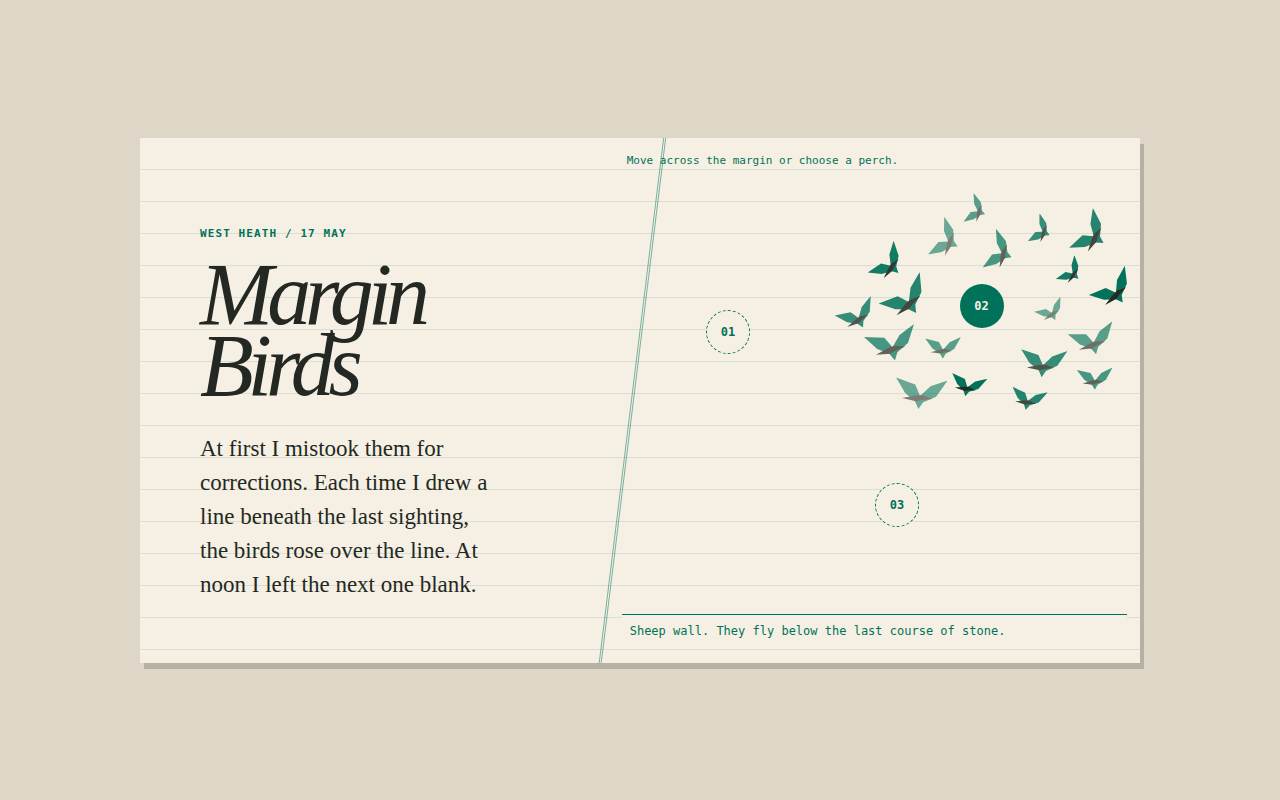 Move across the margin or choose a perch.
WEST HEATH / 17 MAY
Margin
Birds
At first I mistook them for
corrections. Each time I drew a
line beneath the last sighting,
the birds rose over the line. At
noon I left the next one blank.
01
02
03
Sheep wall. They fly below the last course of stone.